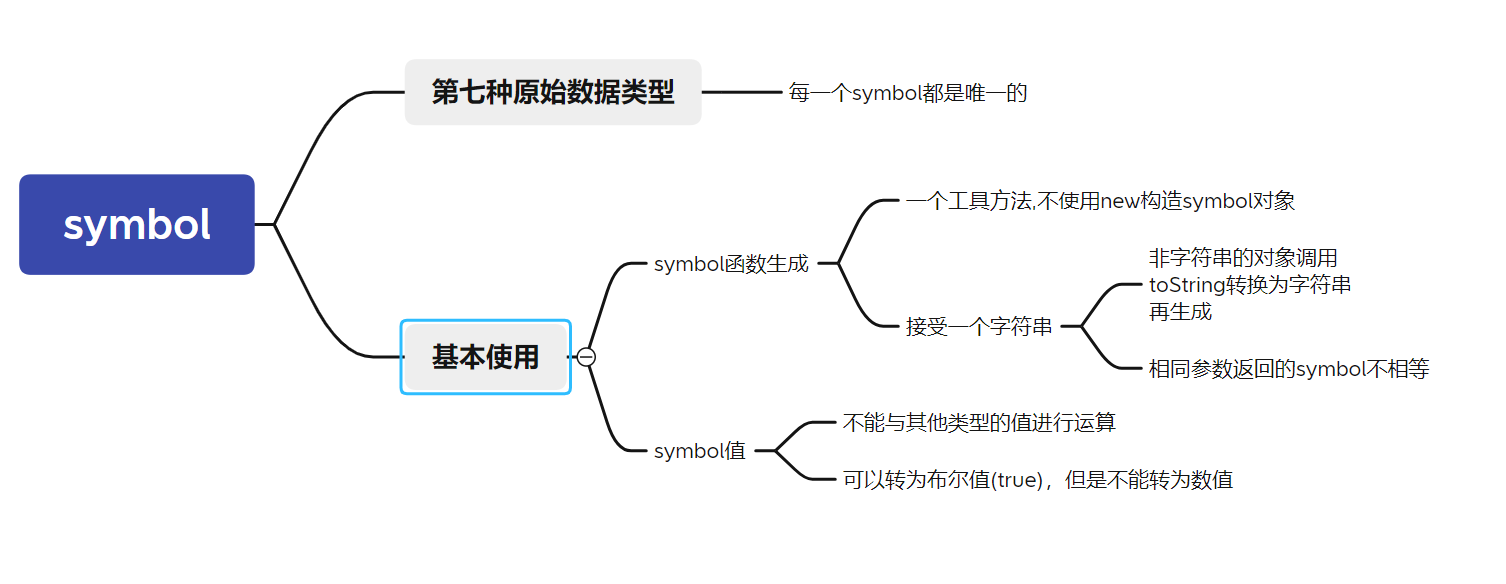 symbol
第七种原始数据类型
每一个symbol都是唯一的
基本使用
symbol函数生成
一个工具方法,不使用new构造symbol对象
接受一个字符串
非字符串的对象调用
toString转换为字符串
再生成
相同参数返回的symbol不相等
symbol值
不能与其他类型的值进行运算
可以转为布尔值(true)，但是不能转为数值